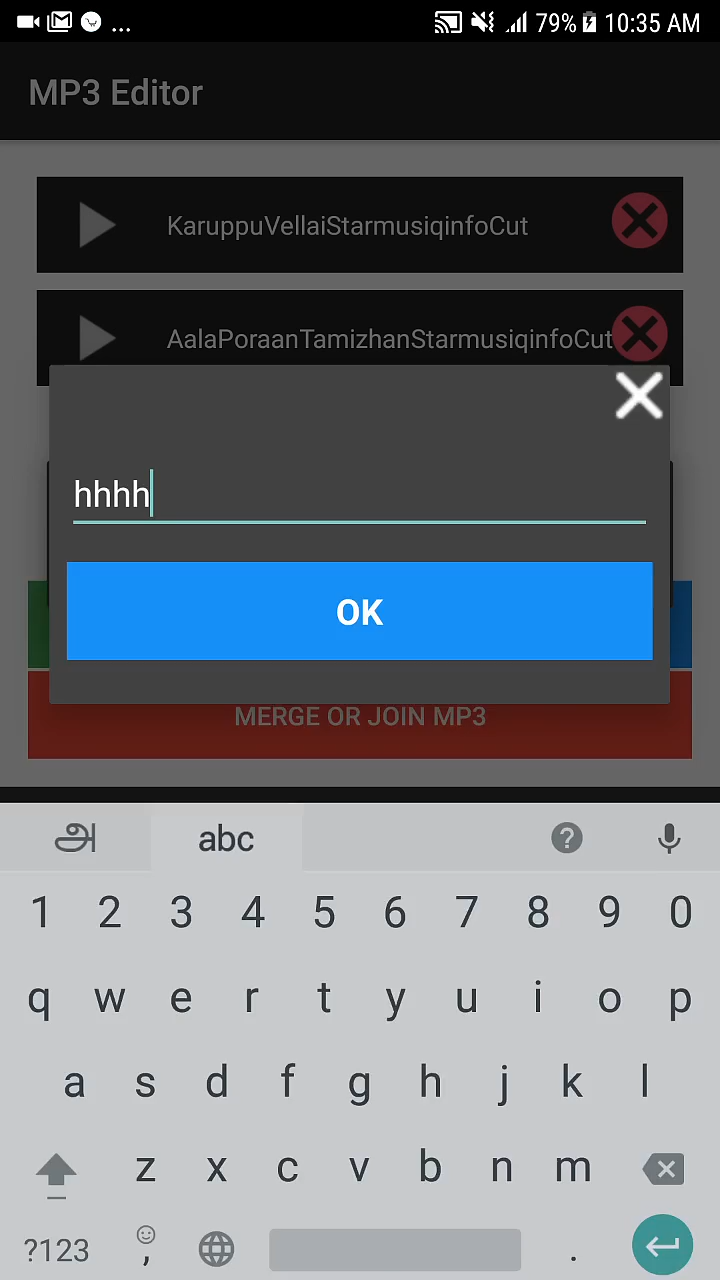 ... 79% 10:35 AM
MP3 Editor
KaruppuVellaiStarmusiqinfoCut
AalaPoraanTamizhanStarmusiqinfoCut
hhhh
OK
MERGE OR JOIN MP3
அ abc ?
1 2 3 4 5 6 7 8 9 0
q w e r t y u i o p
a s d f g h j k l
z x c v b n m
?123 , .